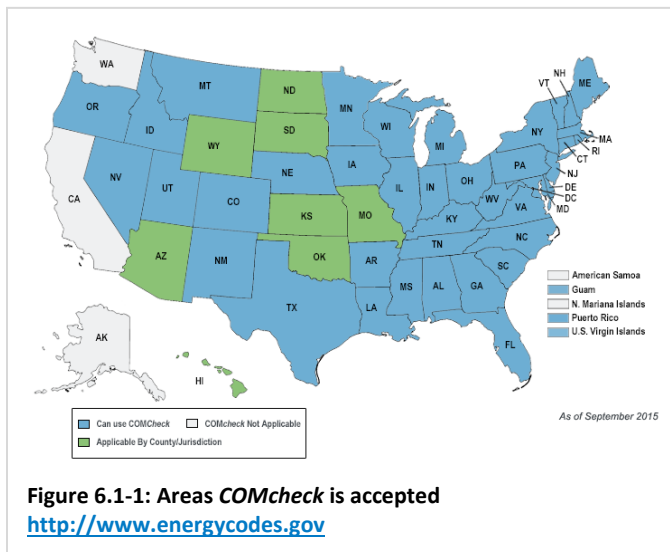 WA
MT
ND
MN
OR
ID
SD
WI
MI
WY
NH
VT
ME
NY
MA
RI
CT
NV
NE
IA
PA
NJ
CA
UT
CO
IL
IN
OH
WV
VA
DE
DC
MD
KS
MO
KY
AZ
NM
OK
AR
TN
NC
SC
TX
LA
MS
AL
GA
FL
AK
HI
American Samoa
Guam
N. Mariana Islands
Puerto Rico
U.S. Virgin Islands
Can use COMCheck COMcheck Not Applicable
Applicable By County/Jurisdiction
As of September 2015
Figure 6.1-1: Areas COMcheck is accepted
http://www.energycodes.gov